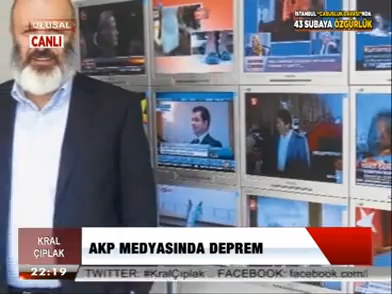 ULUSAL
CANLI
İSTANBUL "CASUSLUK DAVASI"NDA
43 SUBAYA ÖZGÜRLÜK
KRAL
ÇIPLAK
AKP MEDYASINDA DEPREM
22:19
TWITTER: #KralÇıplak FACEBOOK: facebook.com/